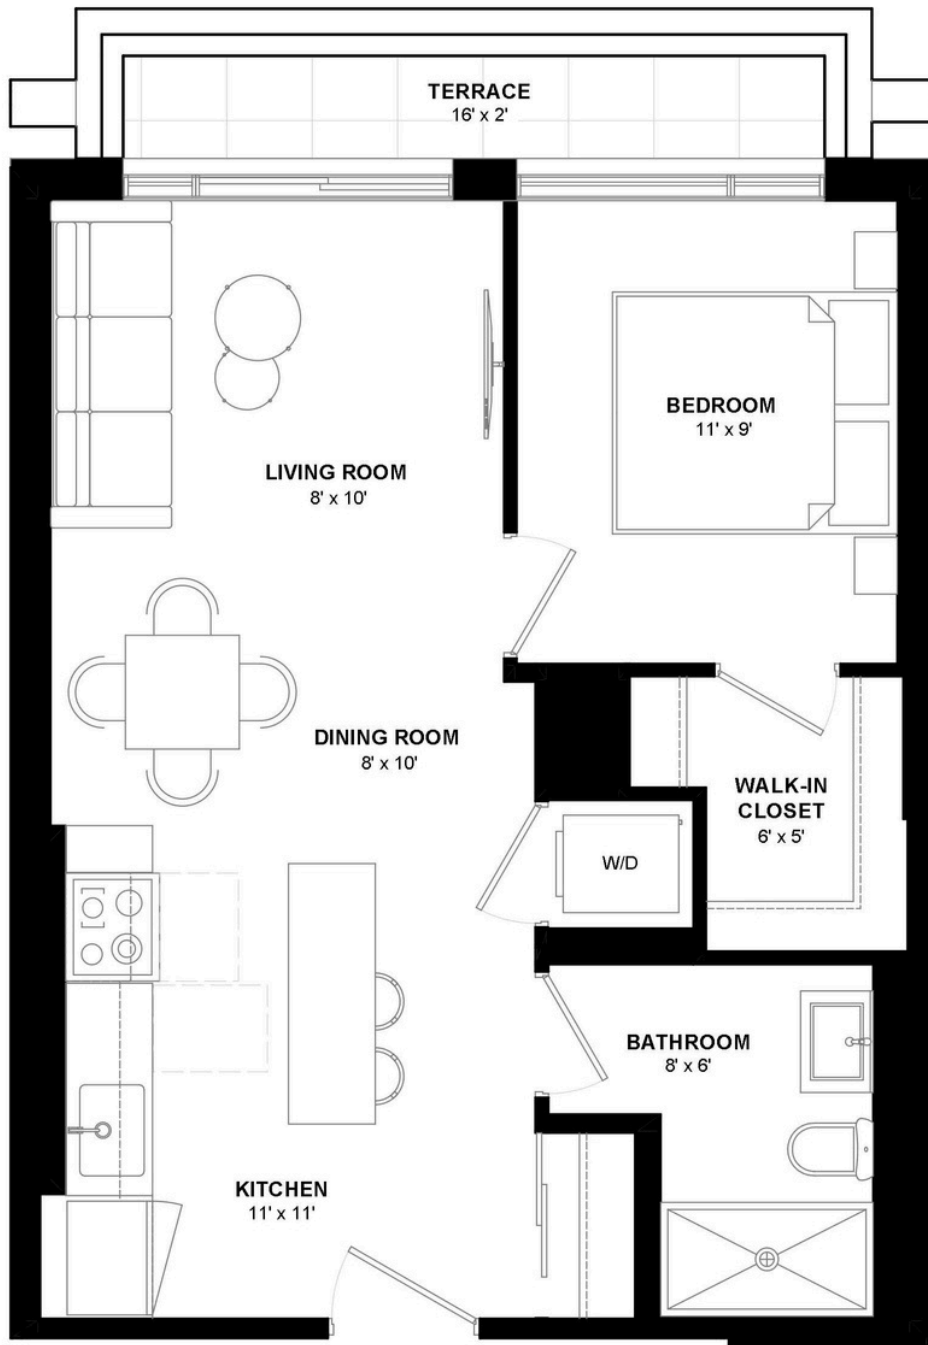 TERRACE
16' x 2'
BEDROOM
11' x 9'
LIVING ROOM
8' x 10'
DINING ROOM
8' x 10'
WALK-IN
CLOSET
6' x 5'
W/D
BATHROOM
8' x 6'
KITCHEN
11' x 11'